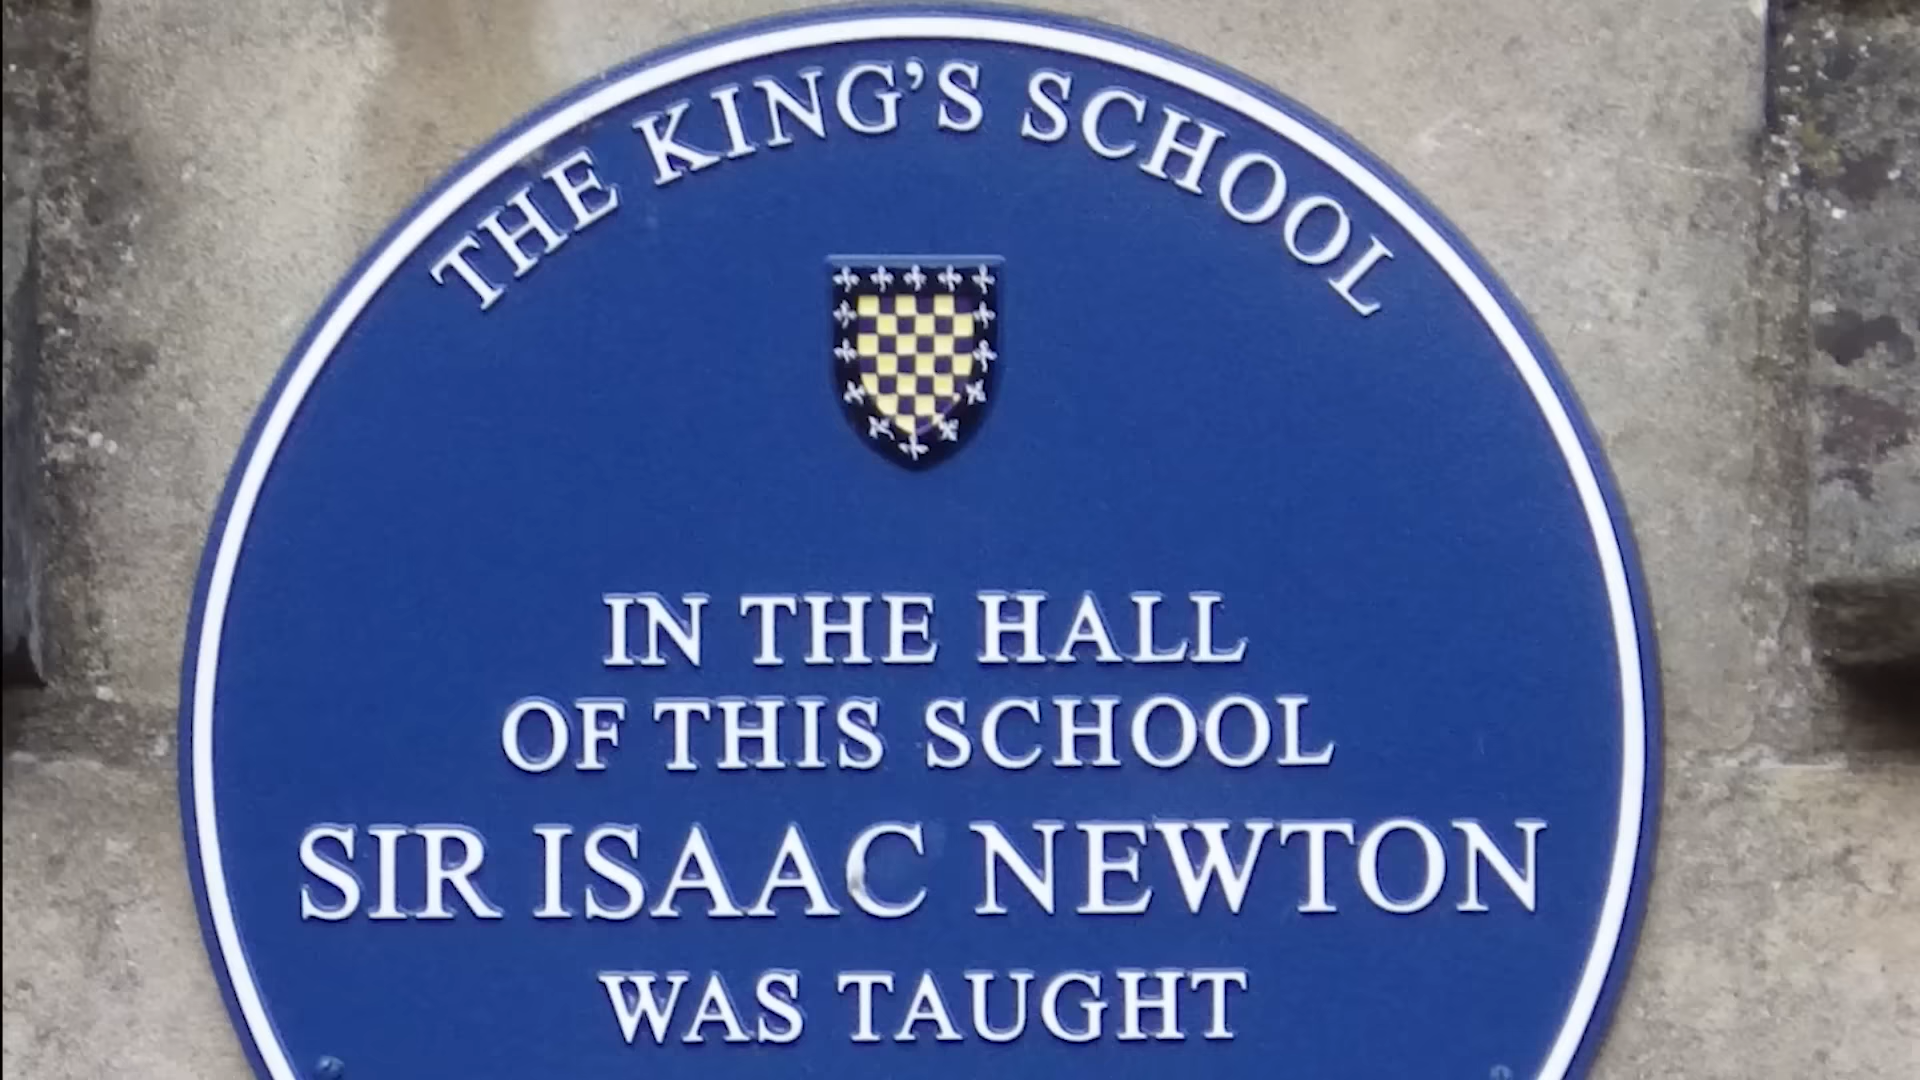 THE KING'S SCHOOL
IN THE HALL
OF THIS SCHOOL
SIR ISAAC NEWTON
WAS TAUGHT